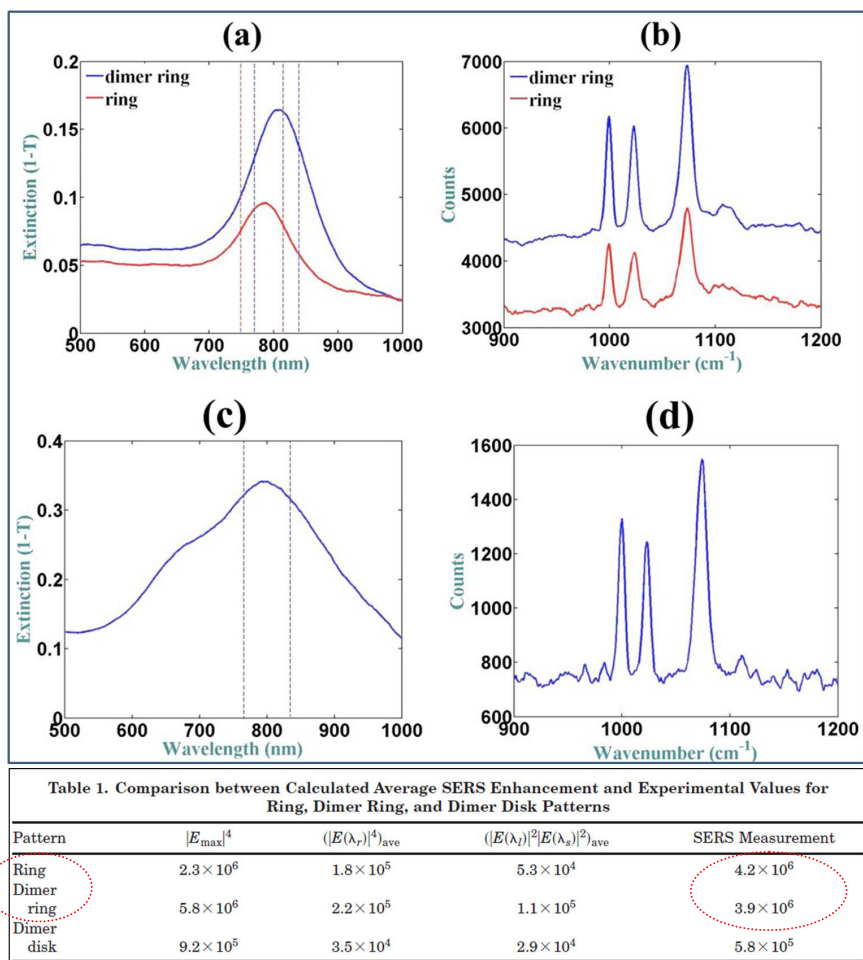 (a)
0.2
dimer ring
ring
0.15
0.1
0.05
0
Extinction (1-T)
500 600 700 800 900 1000
Wavelength (nm)
(b)
7000
dimer ring
ring
6000
5000
4000
3000
Counts
900 1000 1100 1200
Wavenumber (cm⁻¹)
(c)
0.4
0.3
0.2
0.1
0
Extinction (1-T)
500 600 700 800 900 1000
Wavelength (nm)
(d)
1600
1400
1200
1000
800
600
Counts
900 1000 1100 1200
Wavenumber (cm⁻¹)
Table 1. Comparison between Calculated Average SERS Enhancement and Experimental Values for
Ring, Dimer Ring, and Dimer Disk Patterns
Pattern |E_max|⁴ (|E(λ_r)|⁴)_ave (|E(λ_l)|²|E(λ_s)|²)_ave SERS Measurement
Ring 2.3×10⁶ 1.8×10⁵ 5.3×10⁴ 4.2×10⁶
Dimer
ring 5.8×10⁶ 2.2×10⁵ 1.1×10⁵ 3.9×10⁶
Dimer
disk 9.2×10⁵ 3.5×10⁴ 2.9×10⁴ 5.8×10⁵